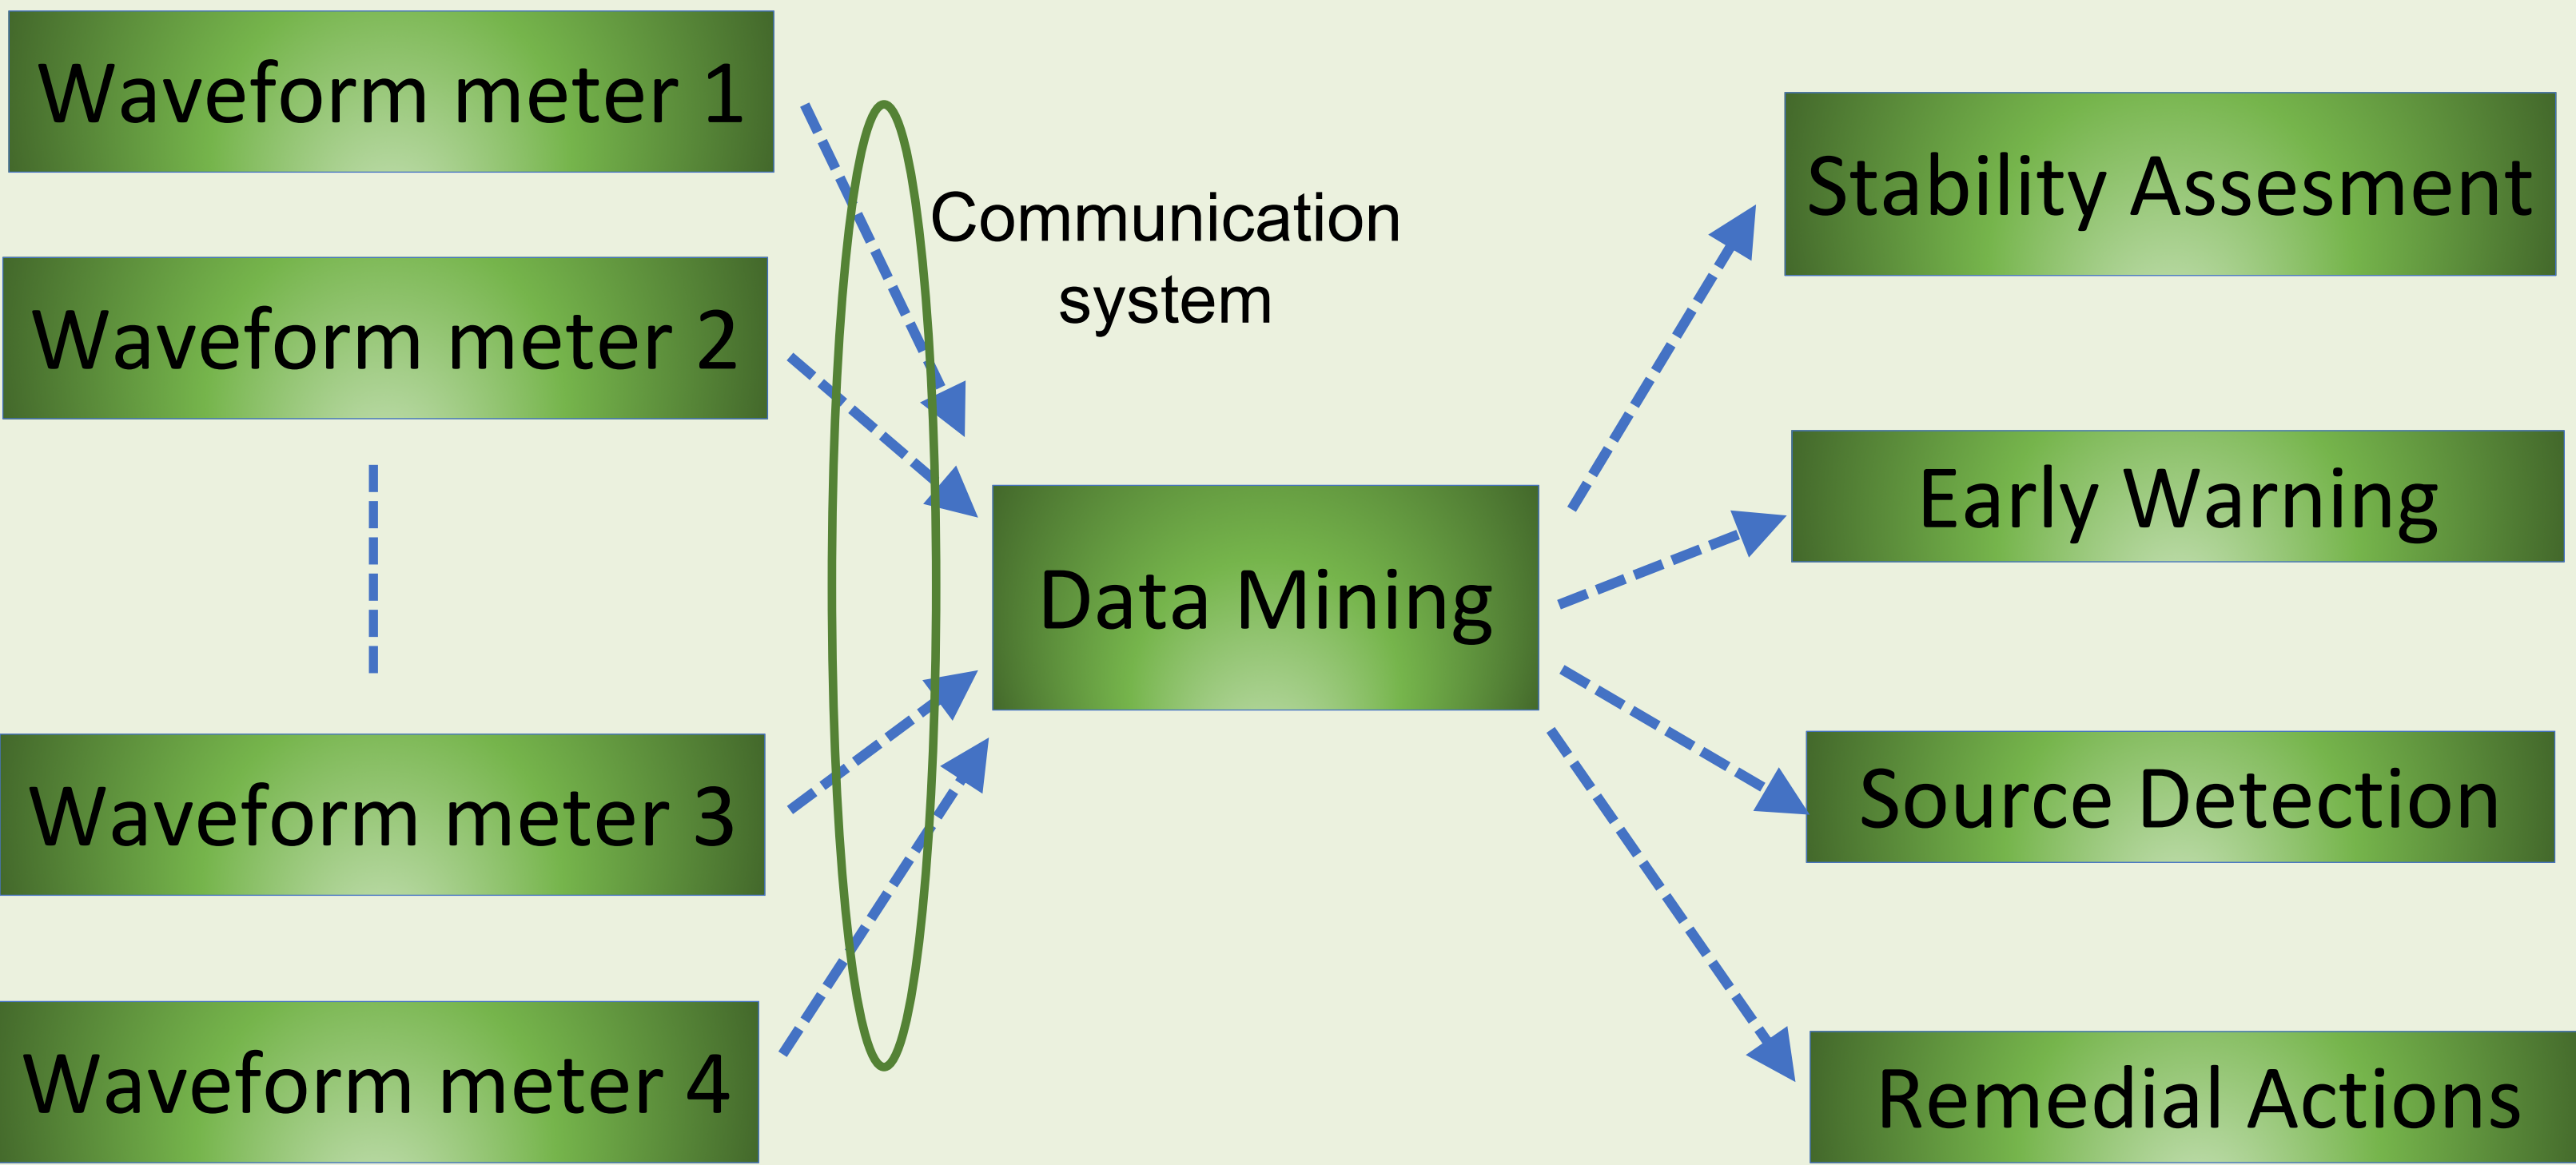 Waveform meter 1
Waveform meter 2
Waveform meter 3
Waveform meter 4
Communication
system
Data Mining
Stability Assesment
Early Warning
Source Detection
Remedial Actions